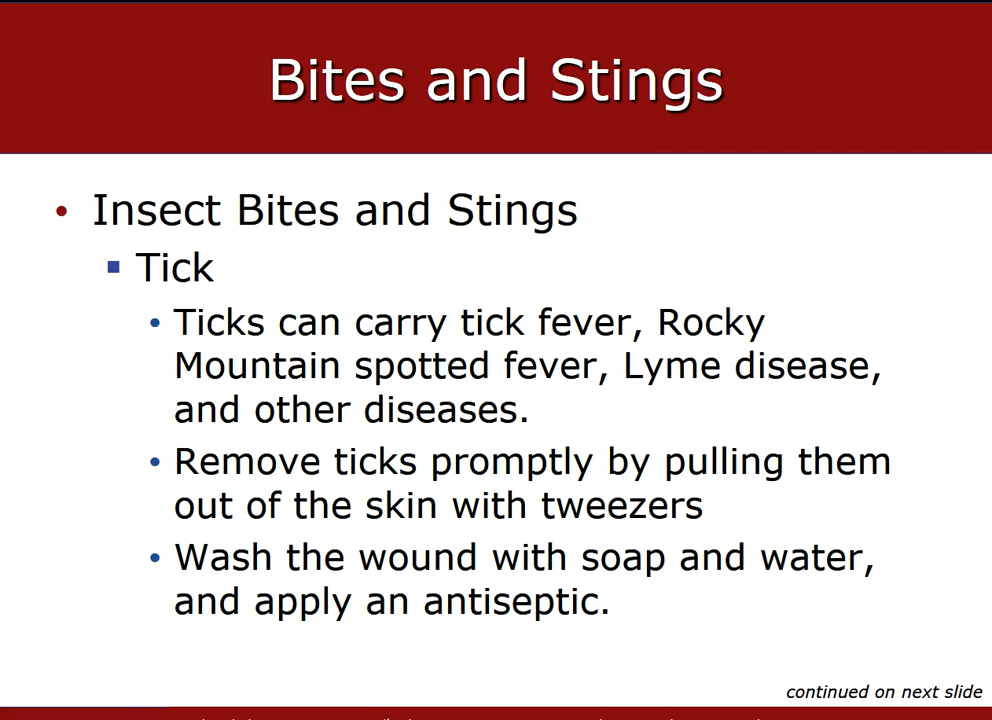 Bites and Stings
• Insect Bites and Stings
▪ Tick
• Ticks can carry tick fever, Rocky
Mountain spotted fever, Lyme disease,
and other diseases.
• Remove ticks promptly by pulling them
out of the skin with tweezers
• Wash the wound with soap and water,
and apply an antiseptic.
continued on next slide